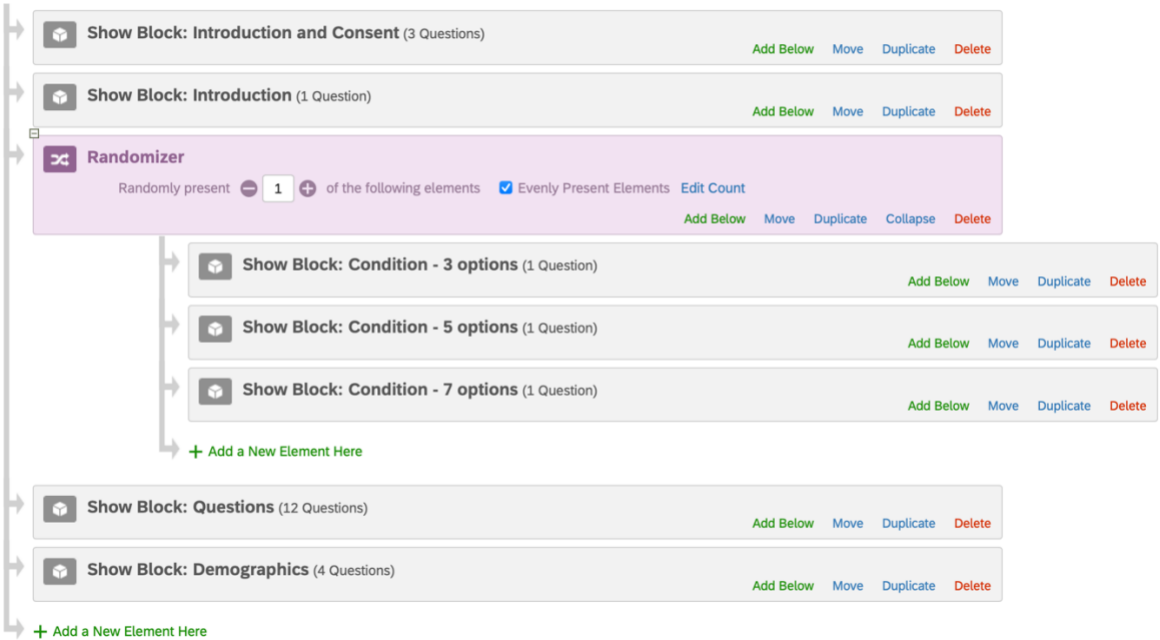 Show Block: Introduction and Consent (3 Questions)
Add Below Move Duplicate Delete
Show Block: Introduction (1 Question)
Add Below Move Duplicate Delete
Randomizer
Randomly present 1 of the following elements Evenly Present Elements Edit Count
Add Below Move Duplicate Collapse Delete
Show Block: Condition - 3 options (1 Question)
Add Below Move Duplicate Delete
Show Block: Condition - 5 options (1 Question)
Add Below Move Duplicate Delete
Show Block: Condition - 7 options (1 Question)
Add Below Move Duplicate Delete
+ Add a New Element Here
Show Block: Questions (12 Questions)
Add Below Move Duplicate Delete
Show Block: Demographics (4 Questions)
Add Below Move Duplicate Delete
+ Add a New Element Here